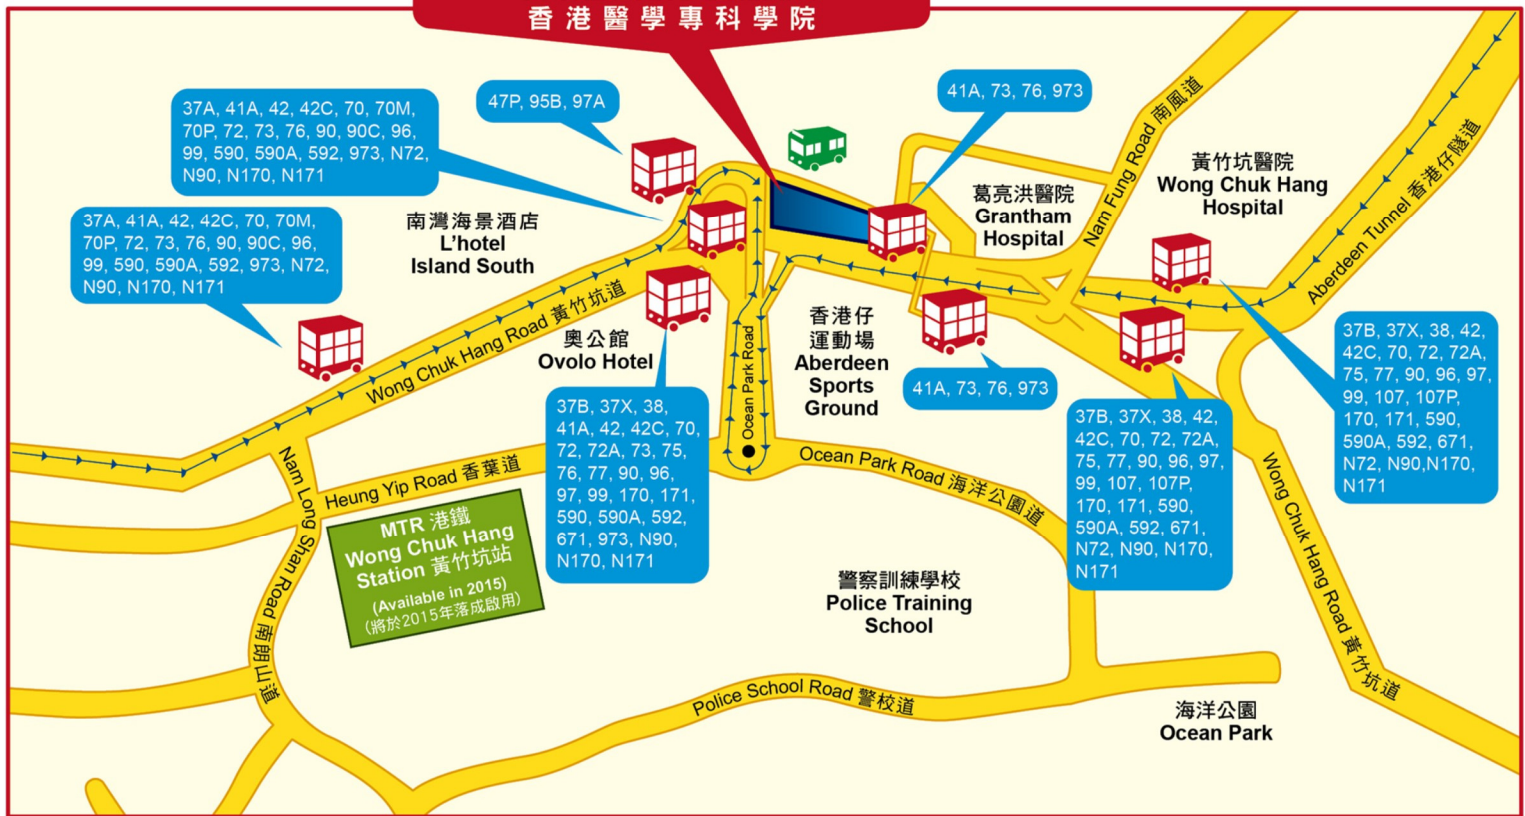 香港醫學專科學院
37A, 41A, 42, 42C, 70, 70M,
70P, 72, 73, 76, 90, 90C, 96,
99, 590, 590A, 592, 973, N72,
N90, N170, N171
47P, 95B, 97A
41A, 73, 76, 973
37A, 41A, 42, 42C, 70, 70M,
70P, 72, 73, 76, 90, 90C, 96,
99, 590, 590A, 592, 973, N72,
N90, N170, N171
南灣海景酒店
L'hotel
Island South
葛亮洪醫院
Grantham
Hospital
Nam Fung Road 南風道
黃竹坑醫院
Wong Chuk Hang
Hospital
Aberdeen Tunnel 香港仔隧道
Wong Chuk Hang Road 黃竹坑道
奧公館
Ovolo Hotel
Ocean Park Road
香港仔
運動場
Aberdeen
Sports
Ground
41A, 73, 76, 973
37B, 37X, 38,
41A, 42, 42C, 70,
72, 72A, 73, 75,
76, 77, 90, 96,
97, 99, 170, 171,
590, 590A, 592,
671, 973, N90,
N170, N171
37B, 37X, 38, 42,
42C, 70, 72, 72A,
75, 77, 90, 96, 97,
99, 107, 107P,
170, 171, 590,
590A, 592, 671,
N72, N90, N170,
N171
37B, 37X, 38, 42,
42C, 70, 72, 72A,
75, 77, 90, 96, 97,
99, 107, 107P,
170, 171, 590,
590A, 592, 671,
N72, N90,N170,
N171
Nam Long Shan Road 南朗山道
Heung Yip Road 香葉道
Ocean Park Road 海洋公園道
Wong Chuk Hang Road 黃竹坑道
MTR 港鐵
Wong Chuk Hang
Station 黃竹坑站
(Available in 2015)
(將於2015年落成啟用)
警察訓練學校
Police Training
School
Police School Road 警校道
海洋公園
Ocean Park